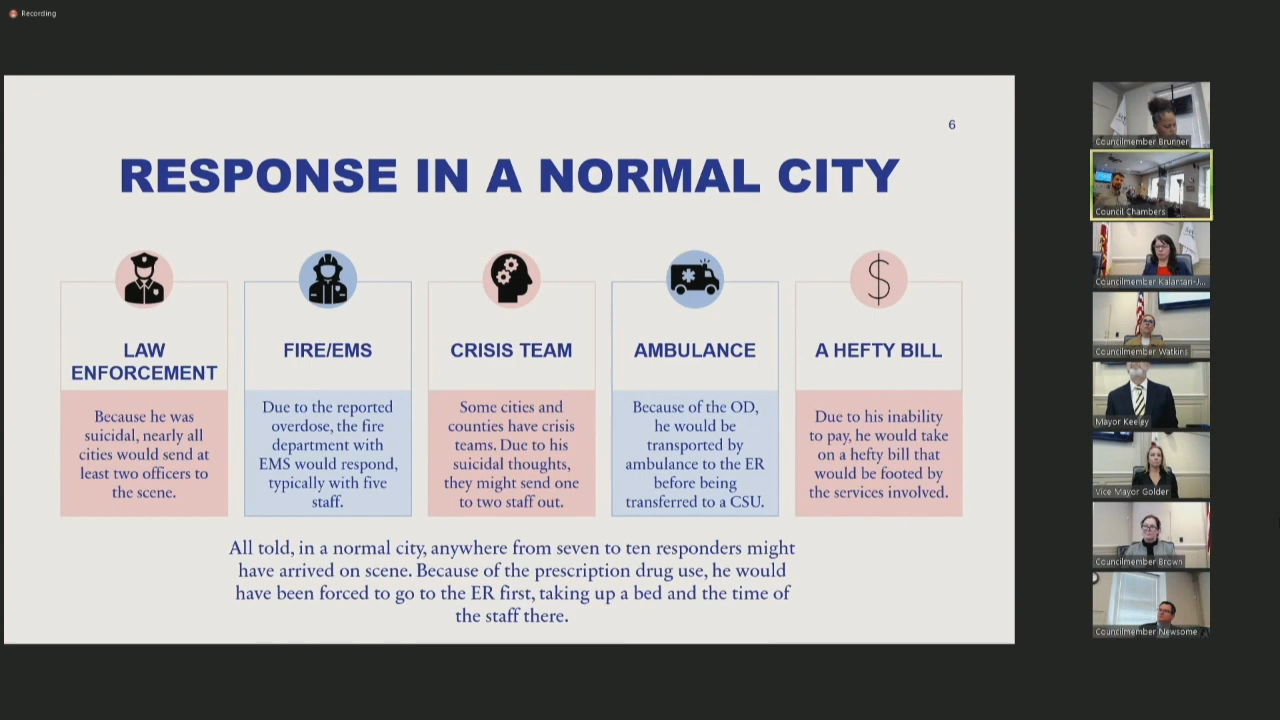 Recording
6
RESPONSE IN A NORMAL CITY
LAW
ENFORCEMENT
Because he was
suicidal, nearly all
cities would send at
least two officers to
the scene.
FIRE/EMS
Due to the reported
overdose, the fire
department with
EMS would respond,
typically with five
staff.
CRISIS TEAM
Some cities and
counties have crisis
teams. Due to his
suicidal thoughts,
they might send one
to two staff out.
AMBULANCE
Because of the OD,
he would be
transported by
ambulance to the ER
before being
transferred to a CSU.
A HEFTY BILL
Due to his inability
to pay, he would take
on a hefty bill that
would be footed by
the services involved.
All told, in a normal city, anywhere from seven to ten responders might
have arrived on scene. Because of the prescription drug use, he would
have been forced to go to the ER first, taking up a bed and the time of
the staff there.
Councilmember Brunner
Council Chambers
Councilmember Kalantari-J...
Councilmember Watkins
Mayor Keeley
Vice Mayor Golder
Councilmember Brown
Councilmember Newsome